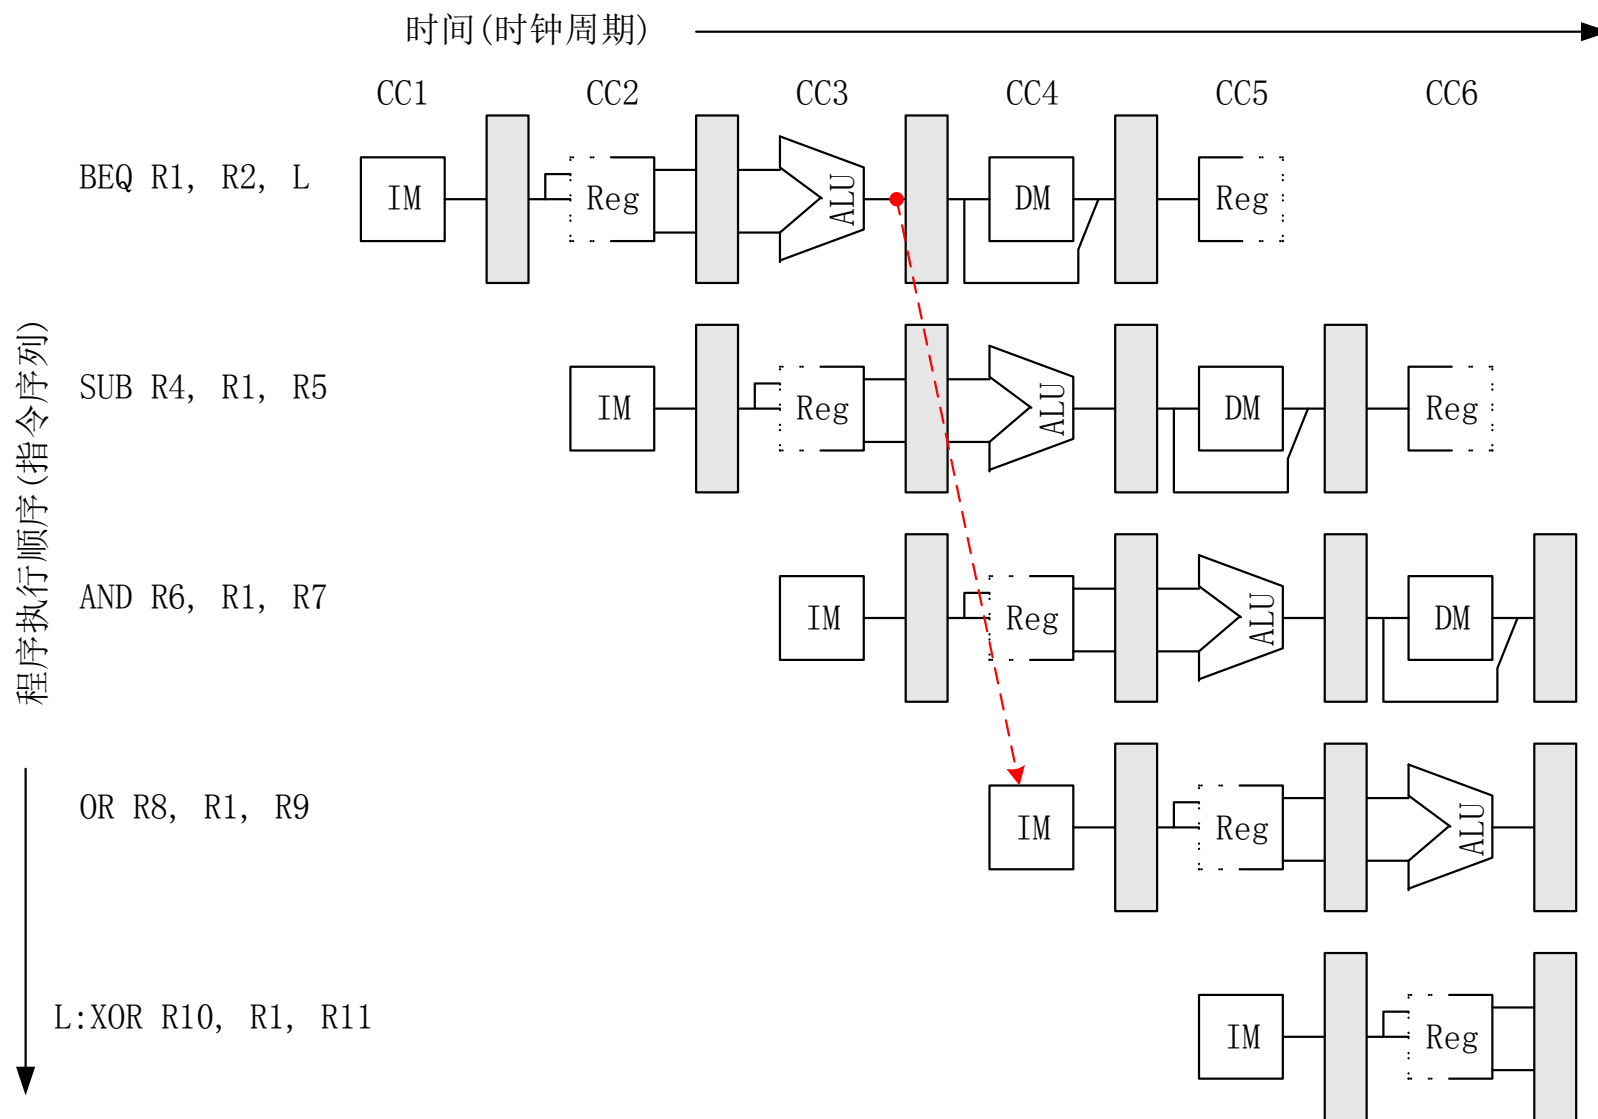 时间(时钟周期)
CC1 CC2 CC3 CC4 CC5 CC6
BEQ R1, R2, L
IM Reg ALU DM Reg
程序执行顺序(指令序列)
SUB R4, R1, R5
IM Reg ALU DM Reg
AND R6, R1, R7
IM Reg ALU DM
OR R8, R1, R9
IM Reg ALU
L:XOR R10, R1, R11
IM Reg